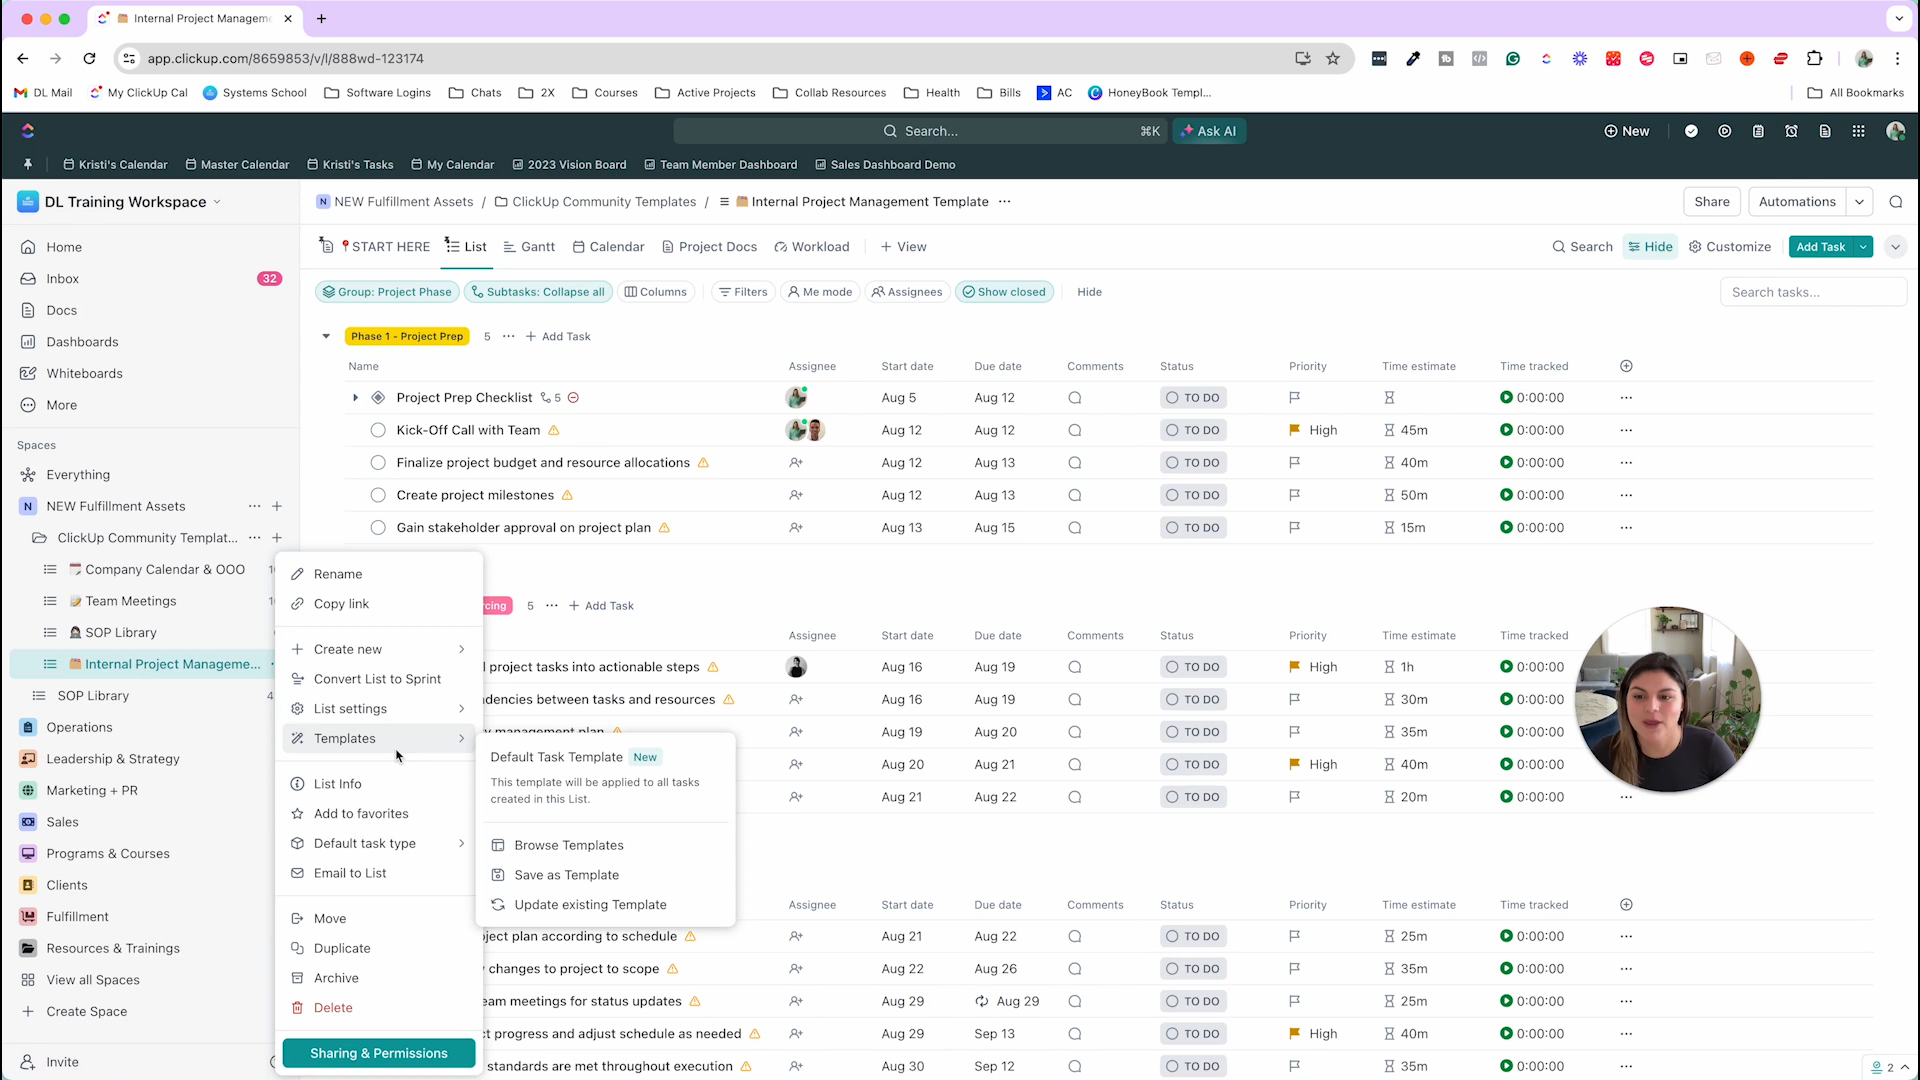 Internal Project Managem
app.clickup.com/8659853/v/l/888wd-123174
DL Mail My ClickUp Cal Systems School Software Logins Chats 2X Courses Active Projects Collab Resources Health Bills AC HoneyBook Templ... All Bookmarks
Search... ⌘K Ask AI New
Kristi's Calendar Master Calendar Kristi's Tasks My Calendar 2023 Vision Board Team Member Dashboard Sales Dashboard Demo
DL Training Workspace
NEW Fulfillment Assets / ClickUp Community Templates / Internal Project Management Template ... Share Automations
Home
Inbox 32
Docs
Dashboards
Whiteboards
More
Spaces
Everything
NEW Fulfillment Assets
ClickUp Community Templat...
Company Calendar & OOO
Team Meetings
SOP Library
Internal Project Manageme...
SOP Library 4
Operations
Leadership & Strategy
Marketing + PR
Sales
Programs & Courses
Clients
Fulfillment
Resources & Trainings
View all Spaces
Create Space
Invite
START HERE List Gantt Calendar Project Docs Workload + View Search Hide Customize Add Task
Group: Project Phase Subtasks: Collapse all Columns Filters Me mode Assignees Show closed Hide Search tasks...
Phase 1 - Project Prep 5 ... + Add Task
Name Assignee Start date Due date Comments Status Priority Time estimate Time tracked
Project Prep Checklist 5 Aug 5 Aug 12 TO DO 0:00:00
Kick-Off Call with Team Aug 12 Aug 12 TO DO High 45m 0:00:00
Finalize project budget and resource allocations Aug 12 Aug 13 TO DO 40m 0:00:00
Create project milestones Aug 12 Aug 13 TO DO 50m 0:00:00
Gain stakeholder approval on project plan Aug 13 Aug 15 TO DO 15m 0:00:00
rcing 5 ... + Add Task
Assignee Start date Due date Comments Status Priority Time estimate Time tracked
project tasks into actionable steps Aug 16 Aug 19 TO DO High 1h 0:00:00
dencies between tasks and resources Aug 16 Aug 19 TO DO 30m 0:00:00
management plan Aug 19 Aug 20 TO DO 35m 0:00:00
Aug 20 Aug 21 TO DO High 40m 0:00:00
Aug 21 Aug 22 TO DO 20m 0:00:00
Assignee Start date Due date Comments Status Priority Time estimate Time tracked
ject plan according to schedule Aug 21 Aug 22 TO DO 25m 0:00:00
changes to project to scope Aug 22 Aug 26 TO DO 35m 0:00:00
eam meetings for status updates Aug 29 Aug 29 TO DO 25m 0:00:00
ct progress and adjust schedule as needed Aug 29 Sep 13 TO DO High 40m 0:00:00
standards are met throughout execution Aug 30 Sep 12 TO DO 35m 0:00:00
Rename
Copy link
Create new
Convert List to Sprint
List settings
Templates
List Info
Add to favorites
Default task type
Email to List
Move
Duplicate
Archive
Delete
Sharing & Permissions
Default Task Template New
This template will be applied to all tasks
created in this List.
Browse Templates
Save as Template
Update existing Template
2